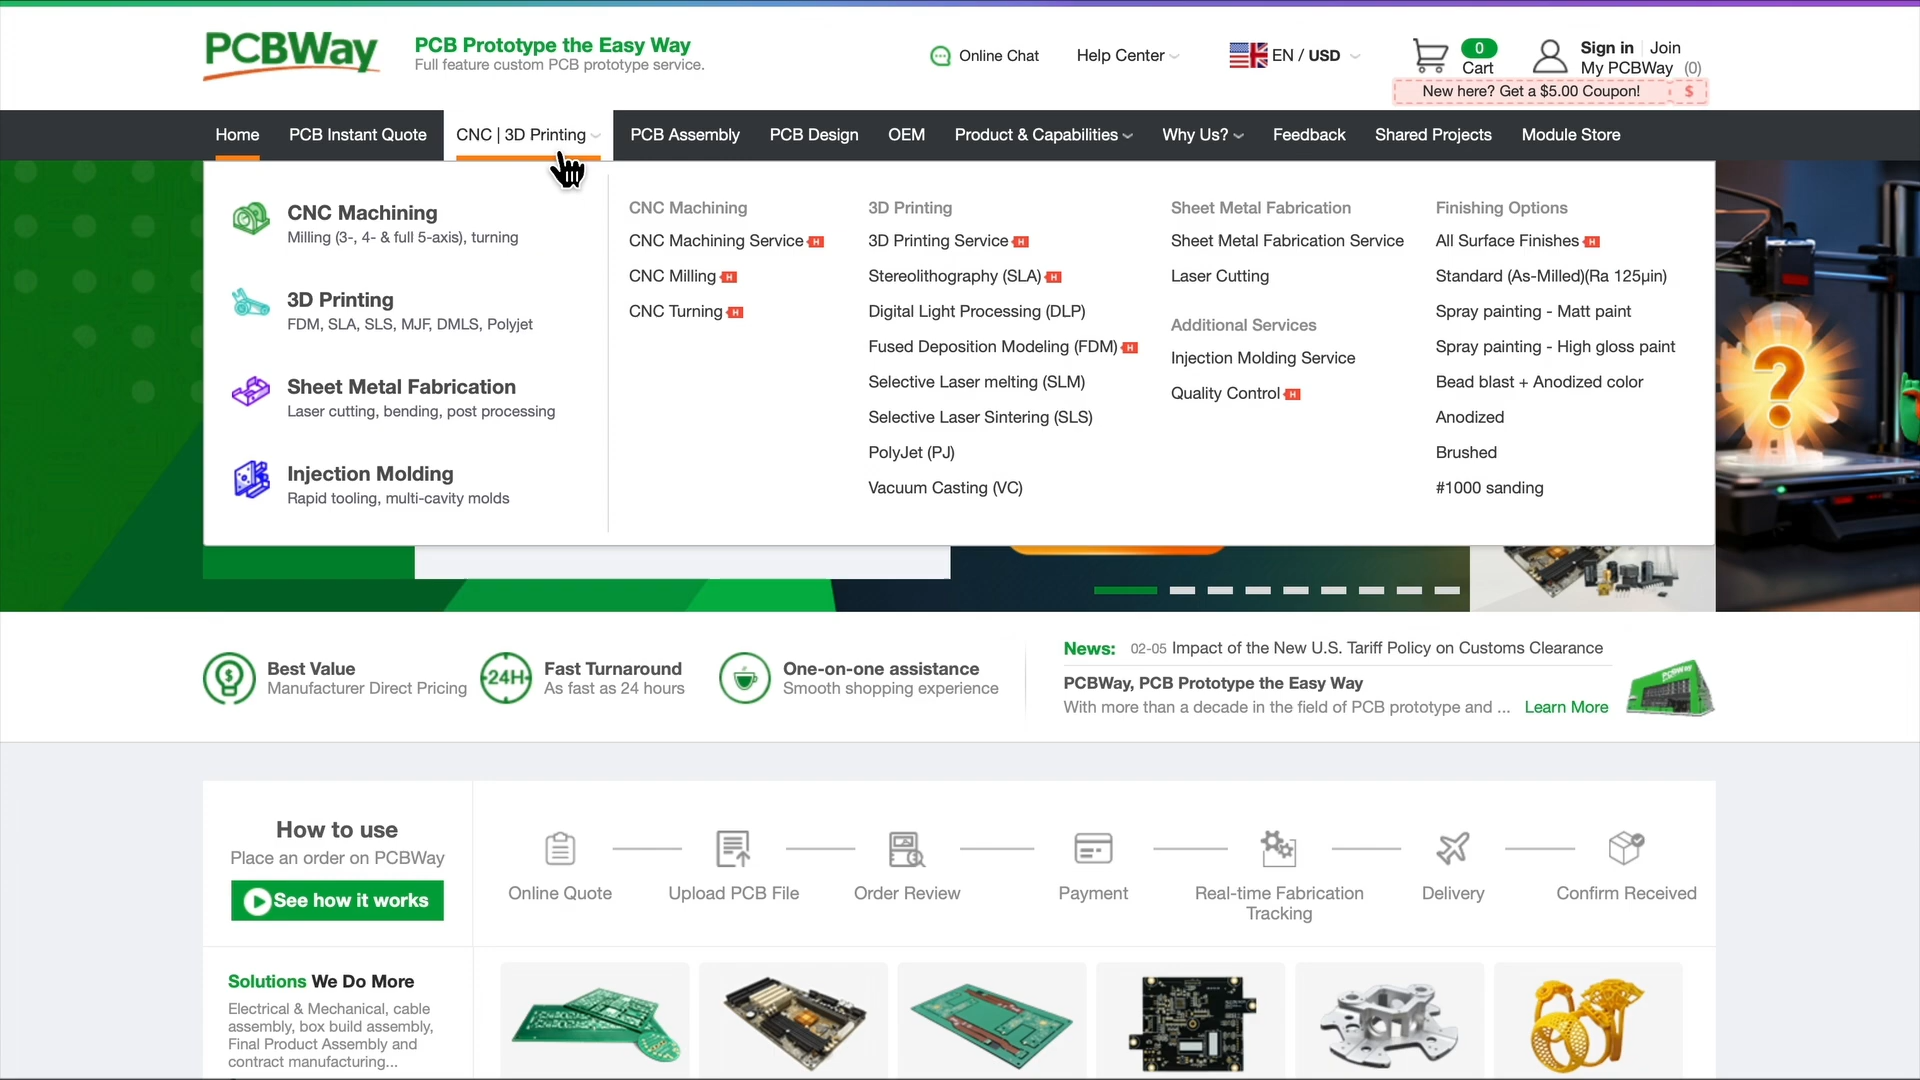 PCBWay
PCB Prototype the Easy Way
Full feature custom PCB prototype service.
Online Chat
Help Center
EN / USD
0
Cart
Sign in
Join
My PCBWay (0)
New here? Get a $5.00 Coupon!
$
Home
PCB Instant Quote
CNC | 3D Printing
PCB Assembly
PCB Design
OEM
Product & Capabilities
Why Us?
Feedback
Shared Projects
Module Store
CNC Machining
Milling (3-, 4- & full 5-axis), turning
3D Printing
FDM, SLA, SLS, MJF, DMLS, Polyjet
Sheet Metal Fabrication
Laser cutting, bending, post processing
Injection Molding
Rapid tooling, multi-cavity molds
CNC Machining
CNC Machining Service H
CNC Milling H
CNC Turning H
3D Printing
3D Printing Service H
Stereolithography (SLA) H
Digital Light Processing (DLP)
Fused Deposition Modeling (FDM) H
Selective Laser melting (SLM)
Selective Laser Sintering (SLS)
PolyJet (PJ)
Vacuum Casting (VC)
Sheet Metal Fabrication
Sheet Metal Fabrication Service
Laser Cutting
Additional Services
Injection Molding Service
Quality Control H
Finishing Options
All Surface Finishes H
Standard (As-Milled)(Ra 125µin)
Spray painting - Matt paint
Spray painting - High gloss paint
Bead blast + Anodized color
Anodized
Brushed
#1000 sanding
?
Best Value
Manufacturer Direct Pricing
24H
Fast Turnaround
As fast as 24 hours
One-on-one assistance
Smooth shopping experience
News: 02-05 Impact of the New U.S. Tariff Policy on Customs Clearance
PCBWay, PCB Prototype the Easy Way
With more than a decade in the field of PCB prototype and ... Learn More
How to use
Place an order on PCBWay
See how it works
Online Quote
Upload PCB File
Order Review
Payment
Real-time Fabrication
Tracking
Delivery
Confirm Received
Solutions We Do More
Electrical & Mechanical, cable
assembly, box build assembly,
Final Product Assembly and
contract manufacturing...